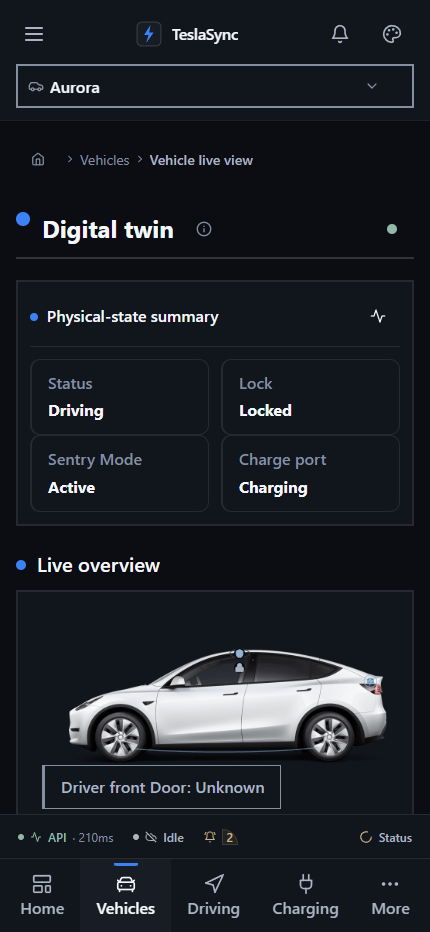 TeslaSync
Aurora
Vehicles
Vehicle live view
Digital twin
Physical-state summary
Status
Driving
Lock
Locked
Sentry Mode
Active
Charge port
Charging
Live overview
Driver front Door: Unknown
API · 210ms
Idle
2
Status
Home
Vehicles
Driving
Charging
More